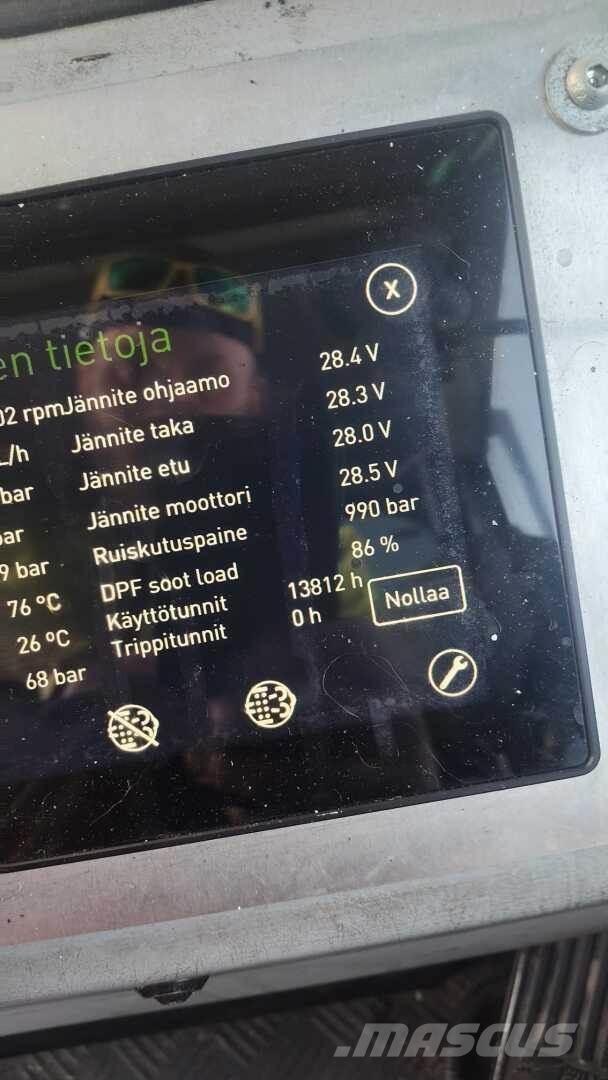 en tietoja
X
02 rpm Jännite ohjaamo 28.4 V
L/h Jännite taka 28.3 V
bar Jännite etu 28.0 V
bar Jännite moottori 28.5 V
9 bar Ruiskutuspaine 990 bar
76 ºC DPF soot load 86 %
26 ºC Käyttötunnit 13812 h
68 bar Trippitunnit 0 h
Nollaa
.MASCUS